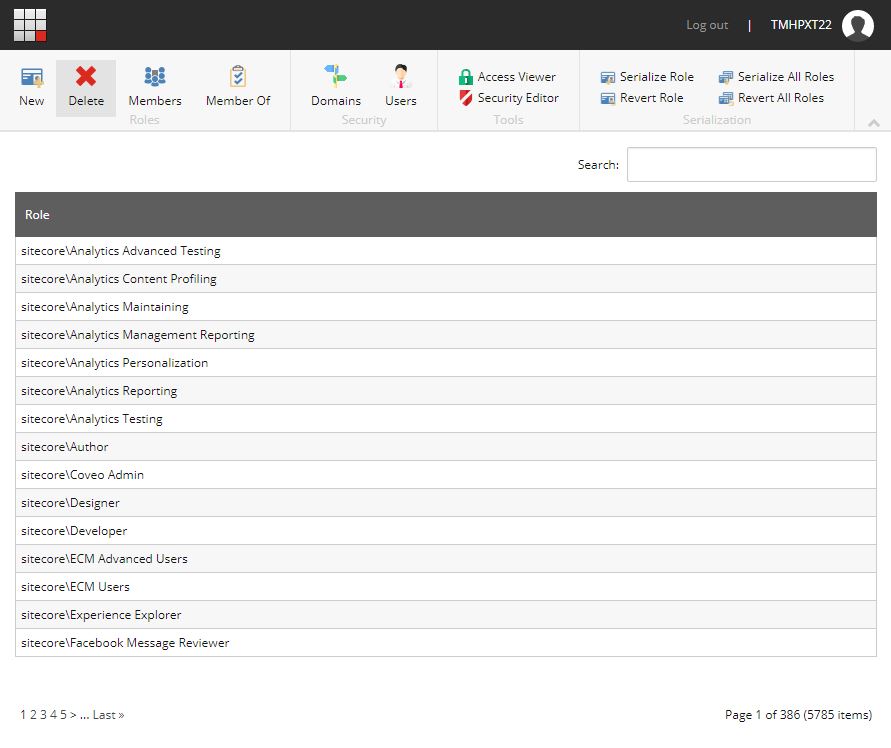 Log out | TMHPXT22
New Delete Members Member Of
Roles
Domains Users
Security
Access Viewer
Security Editor
Tools
Serialize Role Serialize All Roles
Revert Role Revert All Roles
Serialization
Search:
Role
sitecore\Analytics Advanced Testing
sitecore\Analytics Content Profiling
sitecore\Analytics Maintaining
sitecore\Analytics Management Reporting
sitecore\Analytics Personalization
sitecore\Analytics Reporting
sitecore\Analytics Testing
sitecore\Author
sitecore\Coveo Admin
sitecore\Designer
sitecore\Developer
sitecore\ECM Advanced Users
sitecore\ECM Users
sitecore\Experience Explorer
sitecore\Facebook Message Reviewer
1 2 3 4 5 > ... Last » Page 1 of 386 (5785 items)